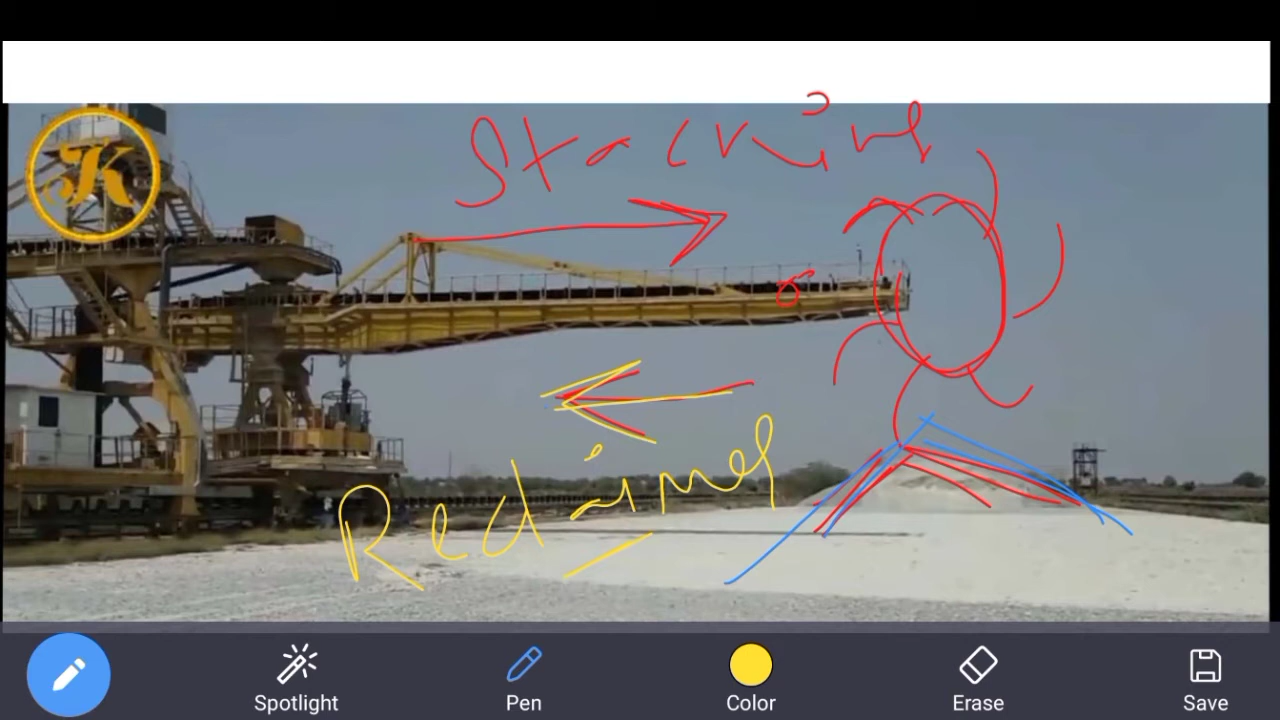 Stacking
Reclaimer
K
Spotlight
Pen
Color
Erase
Save